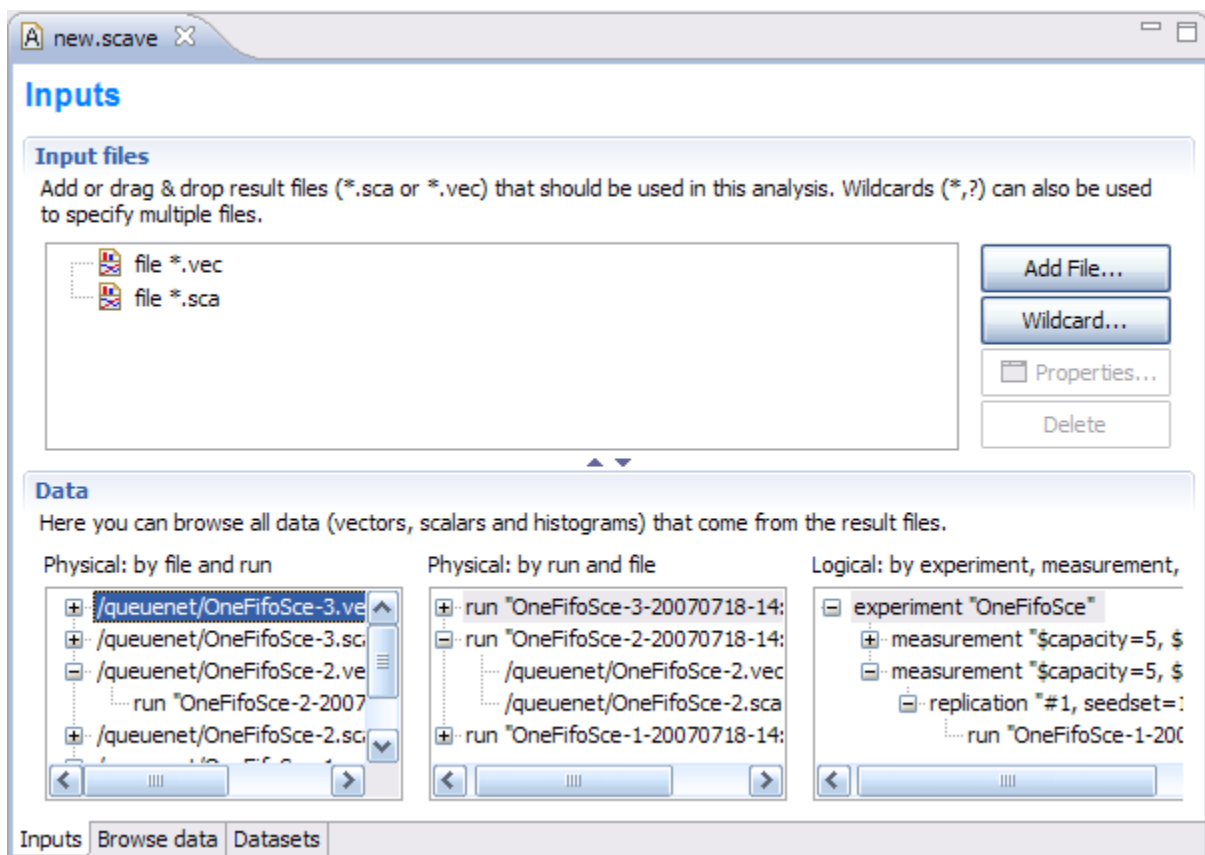 new.scave
Inputs
Input files
Add or drag & drop result files (*.sca or *.vec) that should be used in this analysis. Wildcards (*,?) can also be used
to specify multiple files.
file *.vec
file *.sca
Add File...
Wildcard...
Properties...
Delete
Data
Here you can browse all data (vectors, scalars and histograms) that come from the result files.
Physical: by file and run
/queuenet/OneFifoSce-3.ve
/queuenet/OneFifoSce-3.sc
/queuenet/OneFifoSce-2.ve
run "OneFifoSce-2-2007
/queuenet/OneFifoSce-2.sc
Physical: by run and file
run "OneFifoSce-3-20070718-14:
run "OneFifoSce-2-20070718-14:
/queuenet/OneFifoSce-2.vec
/queuenet/OneFifoSce-2.sca
run "OneFifoSce-1-20070718-14:
Logical: by experiment, measurement,
experiment "OneFifoSce"
measurement "$capacity=5, $
measurement "$capacity=5, $
replication "#1, seedset=1
run "OneFifoSce-1-200
Inputs
Browse data
Datasets